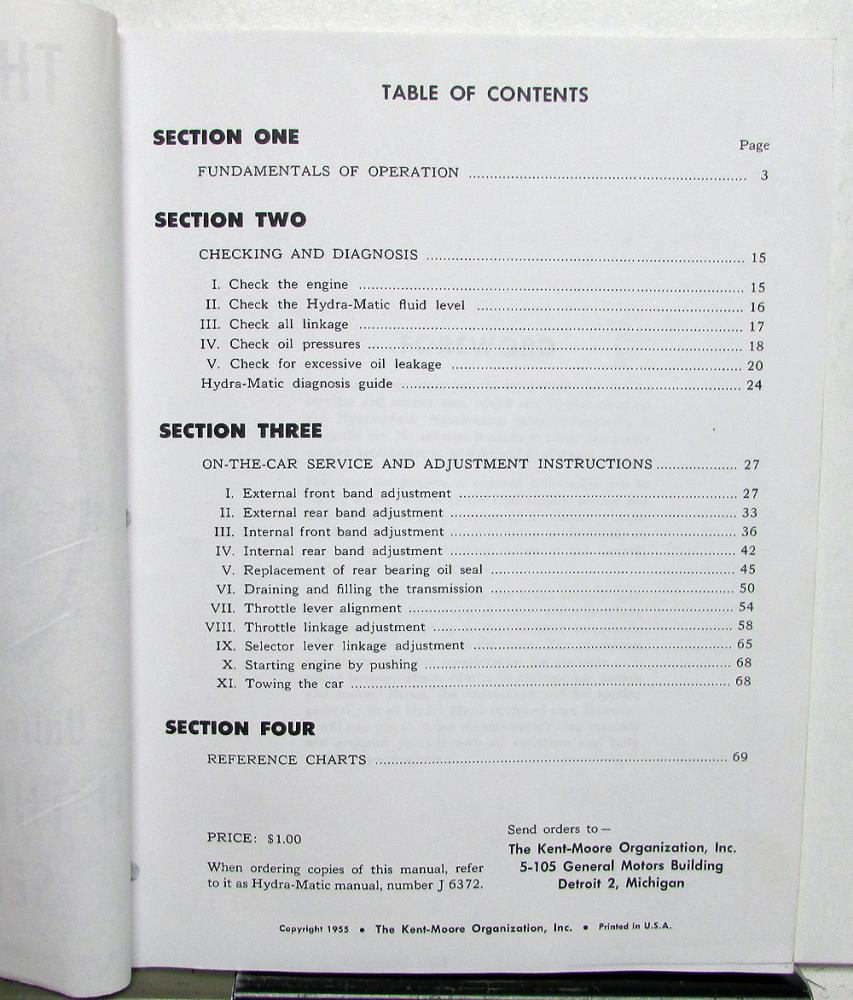 TABLE OF CONTENTS
SECTION ONE
Page
FUNDAMENTALS OF OPERATION ........ 3
SECTION TWO
CHECKING AND DIAGNOSIS ........ 15
I. Check the engine ........ 15
II. Check the Hydra-Matic fluid level ........ 16
III. Check all linkage ........ 17
IV. Check oil pressures ........ 18
V. Check for excessive oil leakage ........ 20
Hydra-Matic diagnosis guide ........ 24
SECTION THREE
ON-THE-CAR SERVICE AND ADJUSTMENT INSTRUCTIONS ........ 27
I. External front band adjustment ........ 27
II. External rear band adjustment ........ 33
III. Internal front band adjustment ........ 36
IV. Internal rear band adjustment ........ 42
V. Replacement of rear bearing oil seal ........ 45
VI. Draining and filling the transmission ........ 50
VII. Throttle lever alignment ........ 54
VIII. Throttle linkage adjustment ........ 58
IX. Selector lever linkage adjustment ........ 65
X. Starting engine by pushing ........ 68
XI. Towing the car ........ 68
SECTION FOUR
REFERENCE CHARTS ........ 69
PRICE: $1.00
When ordering copies of this manual, refer
to it as Hydra-Matic manual, number J 6372.
Send orders to —
The Kent-Moore Organization, Inc.
5-105 General Motors Building
Detroit 2, Michigan
Copyright 1955 • The Kent-Moore Organization, Inc. • Printed in U.S.A.